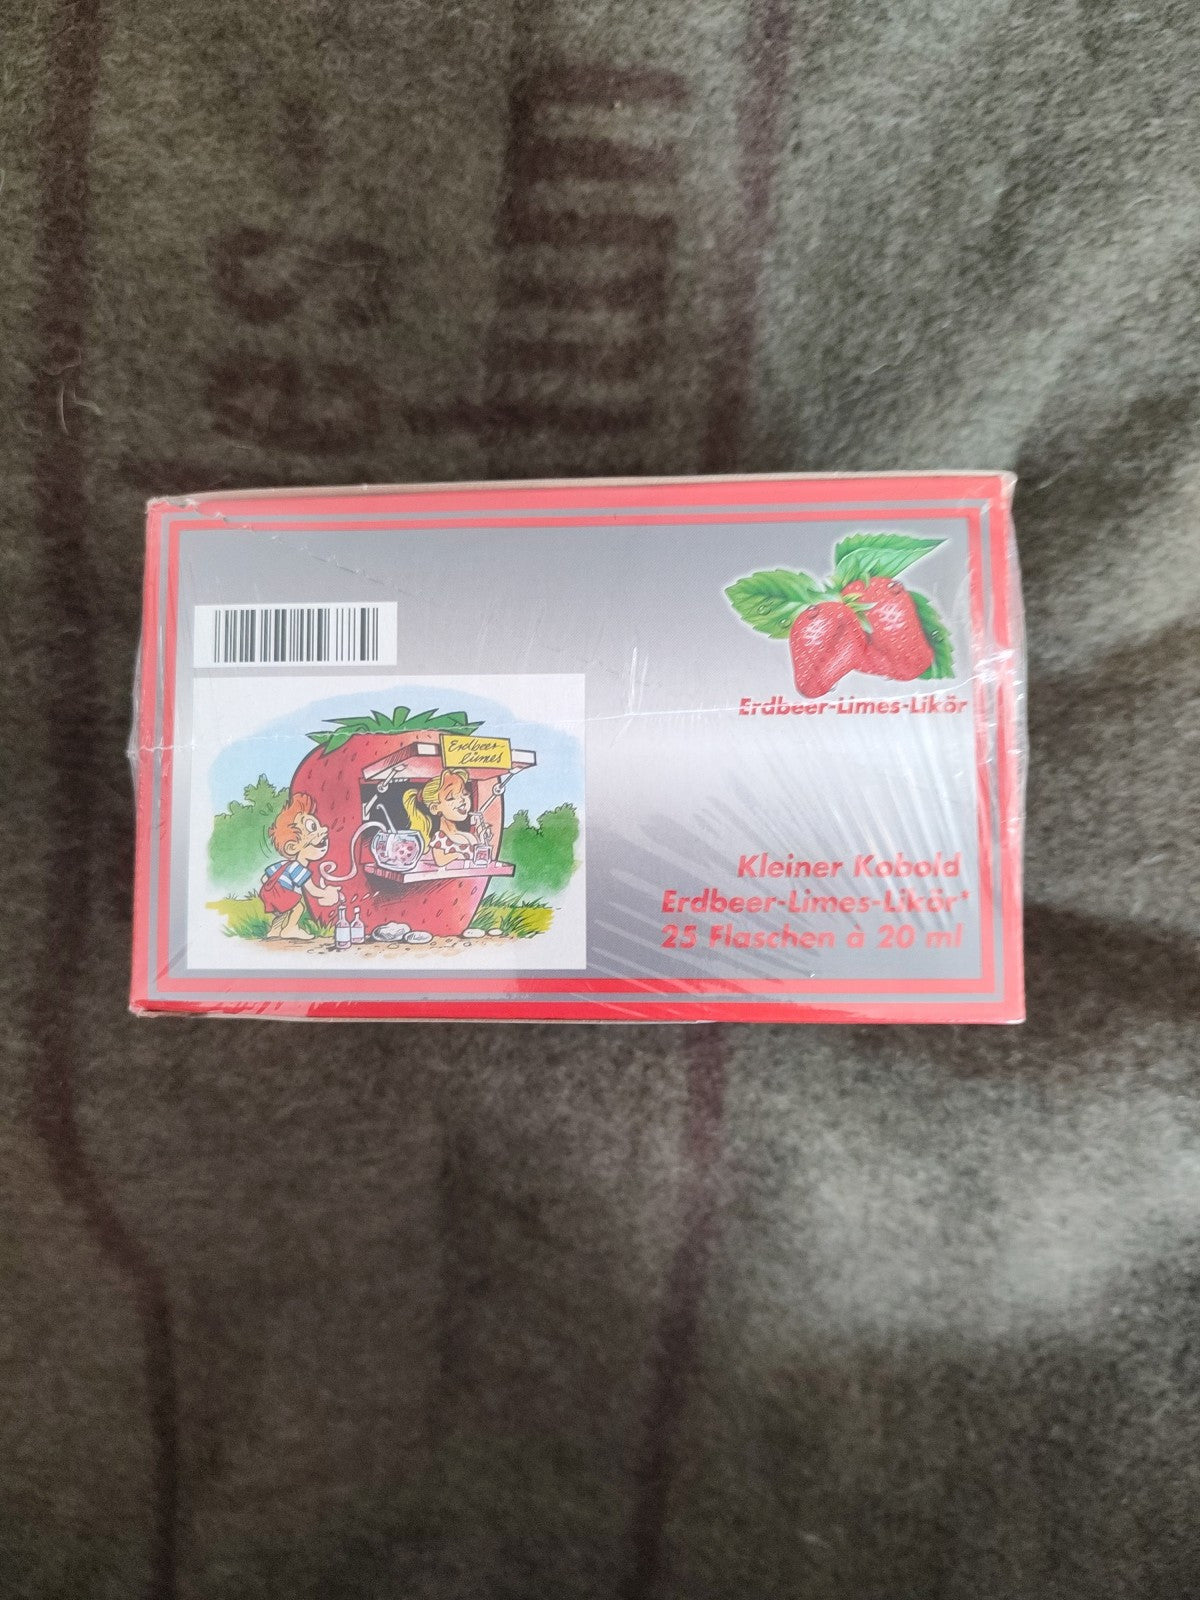 Erdbeer-Limes-Likör
Erdbeer-
limes
Kleiner Kobold
Erdbeer-Limes-Likör*
25 Flaschen à 20 ml